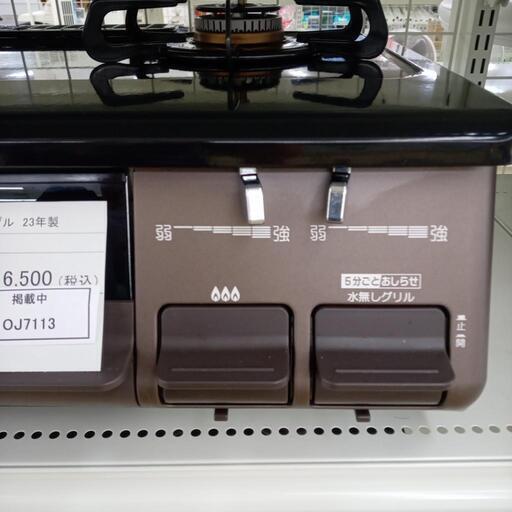 ル 23年製
6,500 (税込)
掲載中
OJ7113
弱 強
弱 強
5分ごとおしらせ
水無しグリル
止
開